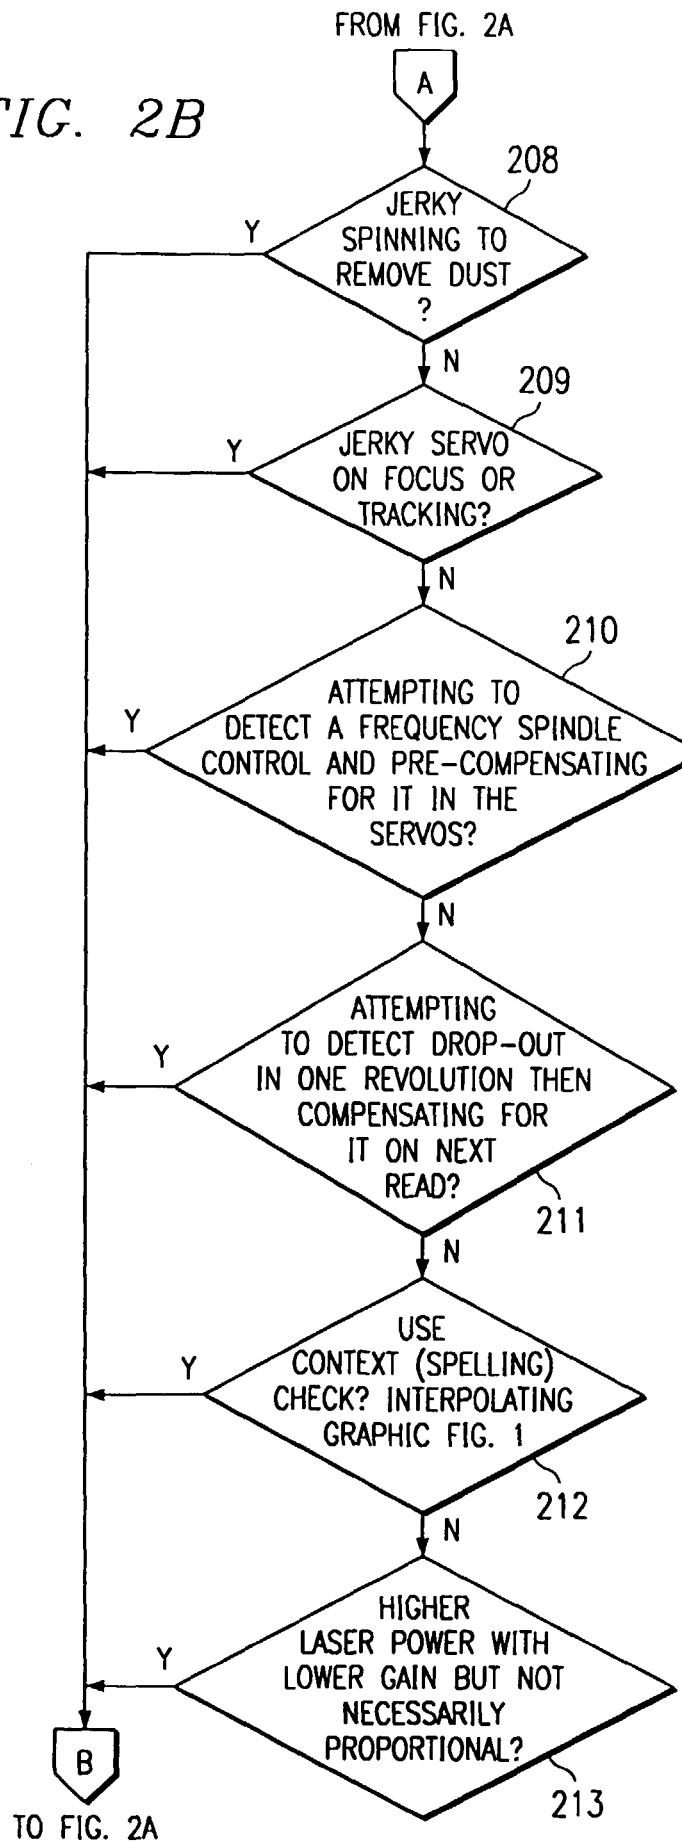 FROM FIG. 2A
A
FIG. 2B
208
JERKY
SPINNING TO
REMOVE DUST
?
Y
N
209
JERKY SERVO
ON FOCUS OR
TRACKING?
Y
N
210
ATTEMPTING TO
DETECT A FREQUENCY SPINDLE
CONTROL AND PRE-COMPENSATING
FOR IT IN THE
SERVOS?
Y
N
ATTEMPTING
TO DETECT DROP-OUT
IN ONE REVOLUTION THEN
COMPENSATING FOR
IT ON NEXT
READ?
Y
211
N
USE
CONTEXT (SPELLING)
CHECK? INTERPOLATING
GRAPHIC FIG. 1
Y
212
N
HIGHER
LASER POWER WITH
LOWER GAIN BUT NOT
NECESSARILY
PROPORTIONAL?
Y
213
B
TO FIG. 2A